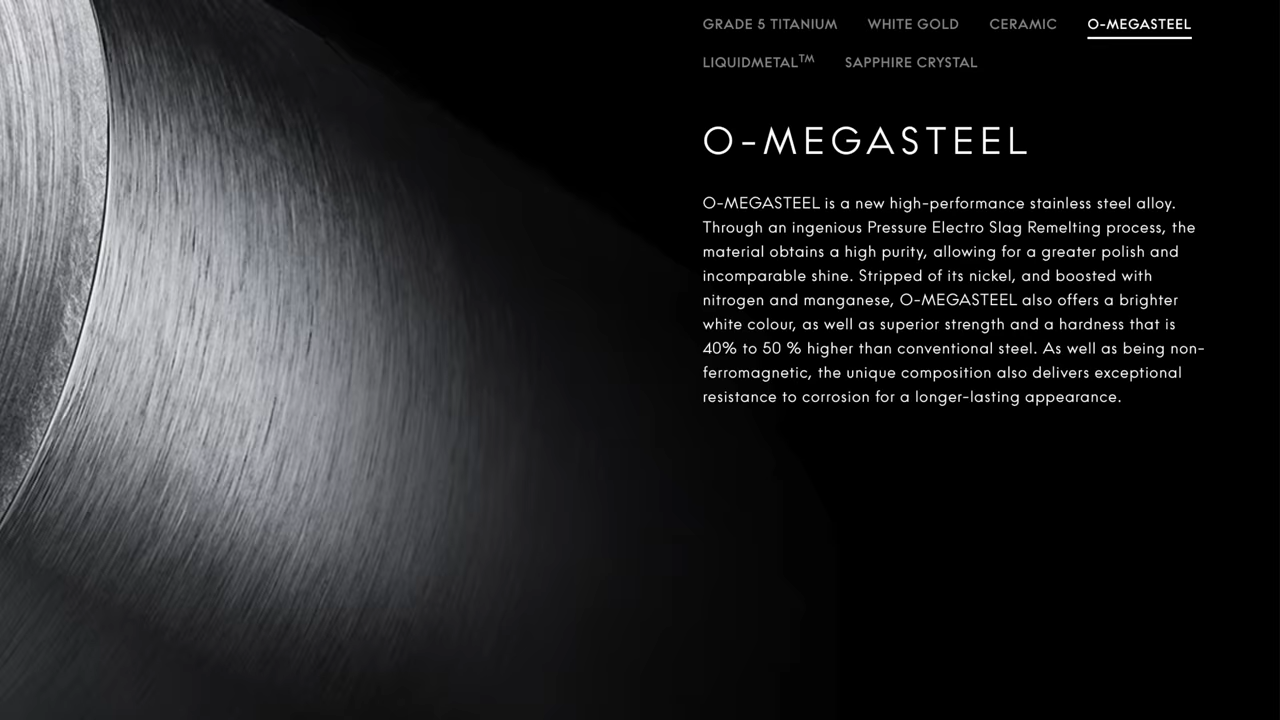 GRADE 5 TITANIUM WHITE GOLD CERAMIC O-MEGASTEEL
LIQUIDMETAL™ SAPPHIRE CRYSTAL
O-MEGASTEEL
O-MEGASTEEL is a new high-performance stainless steel alloy.
Through an ingenious Pressure Electro Slag Remelting process, the
material obtains a high purity, allowing for a greater polish and
incomparable shine. Stripped of its nickel, and boosted with
nitrogen and manganese, O-MEGASTEEL also offers a brighter
white colour, as well as superior strength and a hardness that is
40% to 50 % higher than conventional steel. As well as being non-
ferromagnetic, the unique composition also delivers exceptional
resistance to corrosion for a longer-lasting appearance.